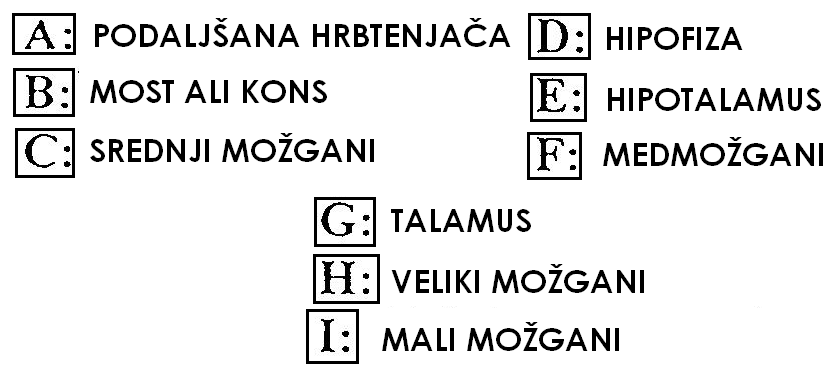 A: PODALJŠANA HRBTENJAČA
B: MOST ALI KONS
C: SREDNJI MOŽGANI
D: HIPOFIZA
E: HIPOTALAMUS
F: MEDMOŽGANI
G: TALAMUS
H: VELIKI MOŽGANI
I: MALI MOŽGANI